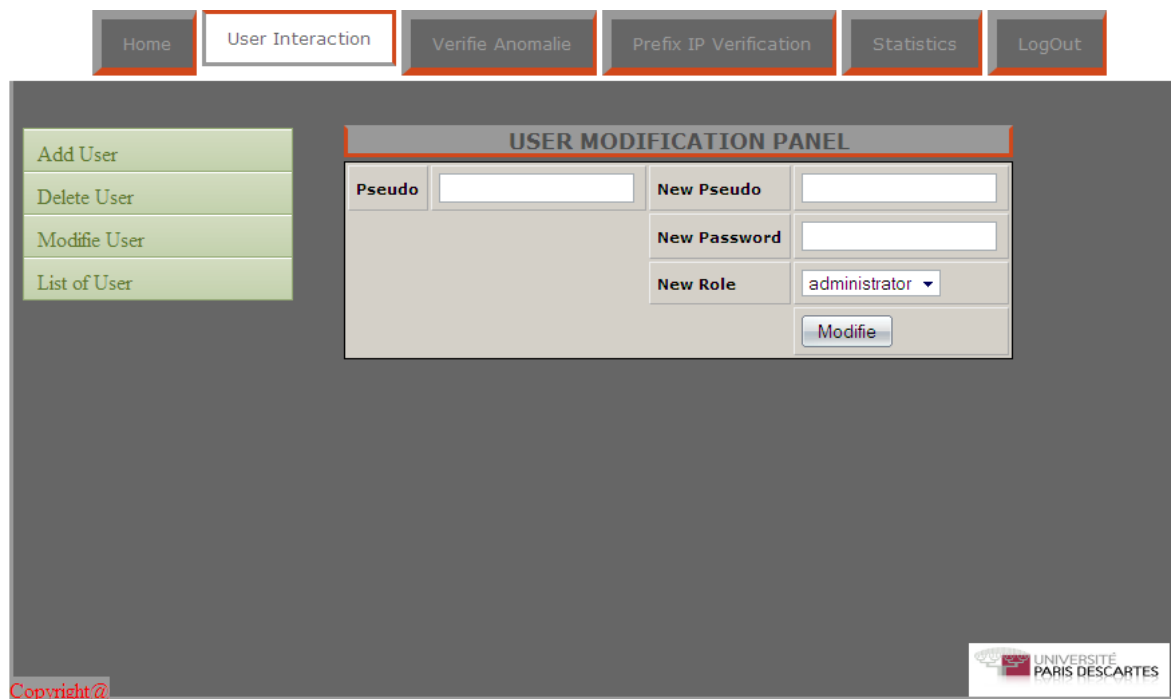 Home
User Interaction
Verifie Anomalie
Prefix IP Verification
Statistics
LogOut
Add User
Delete User
Modifie User
List of User
USER MODIFICATION PANEL
Pseudo
New Pseudo
New Password
New Role
administrator
Modifie
UNIVERSITÉ
PARIS DESCARTES
Copyright@